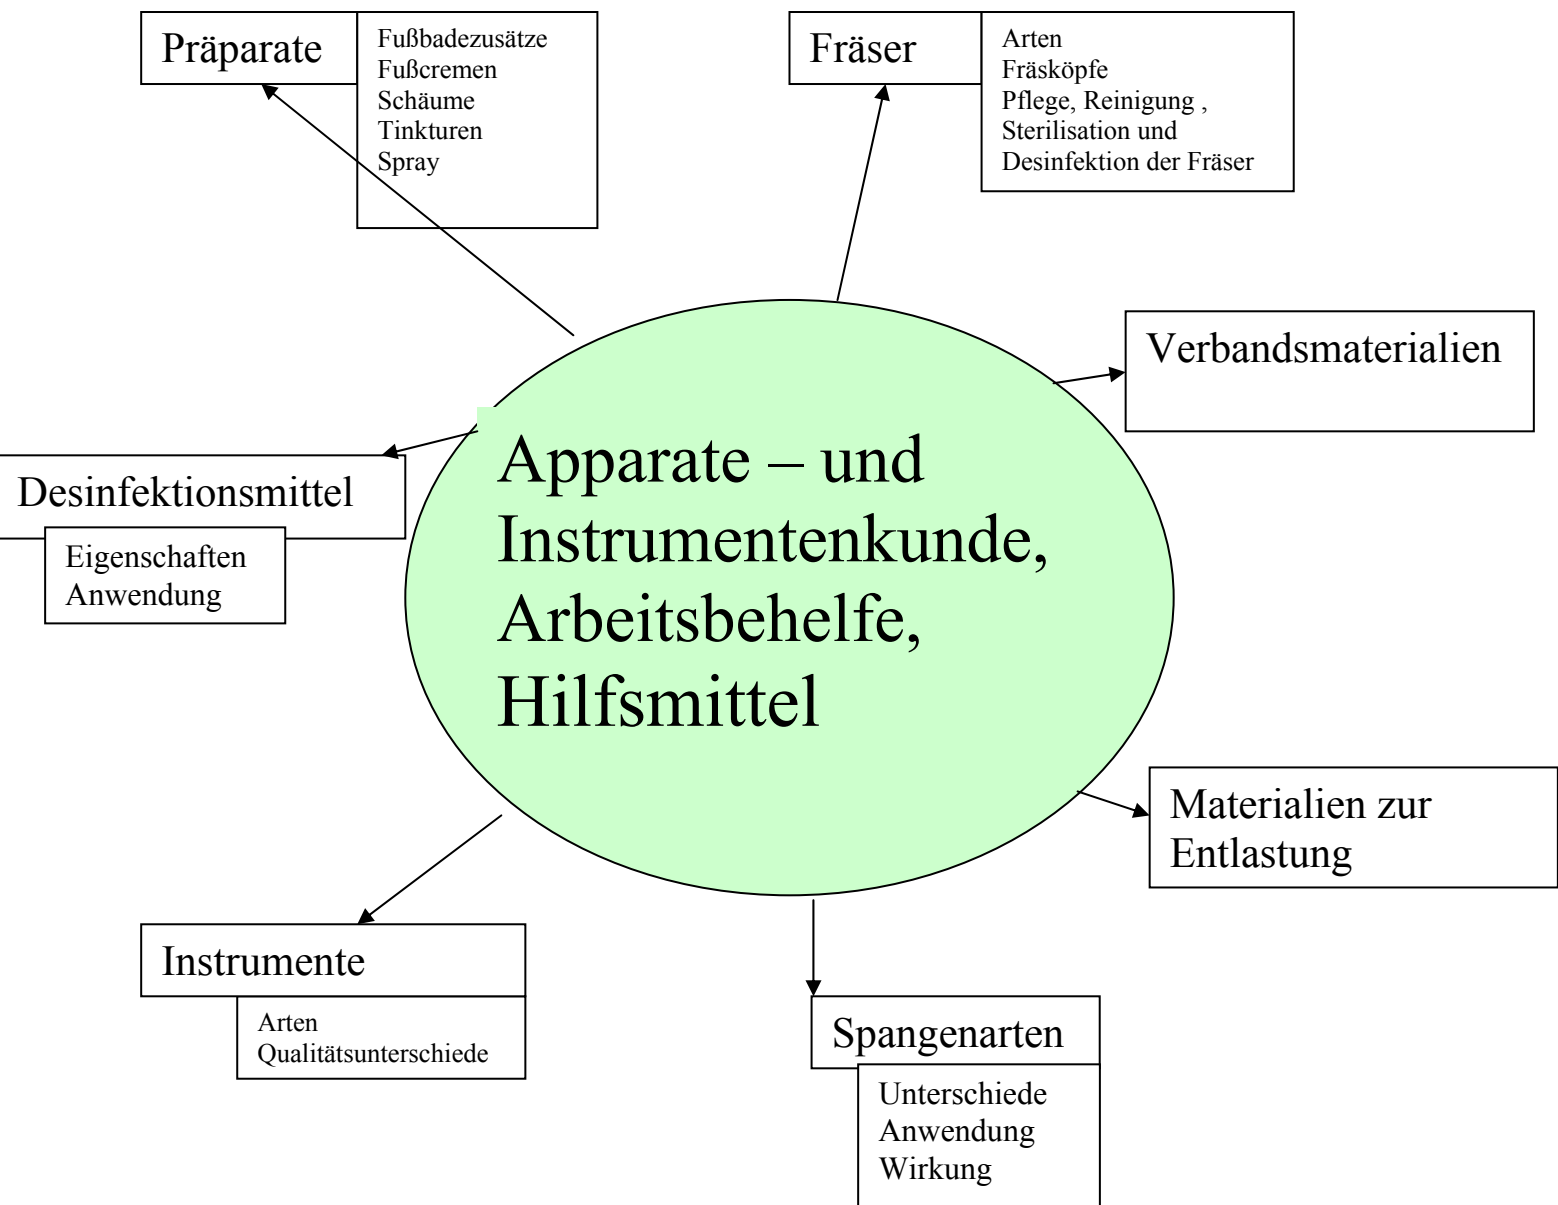 Präparate
Fußbadezusätze
Fußcremen
Schäume
Tinkturen
Spray
Fräser
Arten
Fräsköpfe
Pflege, Reinigung ,
Sterilisation und
Desinfektion der Fräser
Verbandsmaterialien
Desinfektionsmittel
Eigenschaften
Anwendung
Apparate – und
Instrumentenkunde,
Arbeitsbehelfe,
Hilfsmittel
Materialien zur
Entlastung
Instrumente
Arten
Qualitätsunterschiede
Spangenarten
Unterschiede
Anwendung
Wirkung